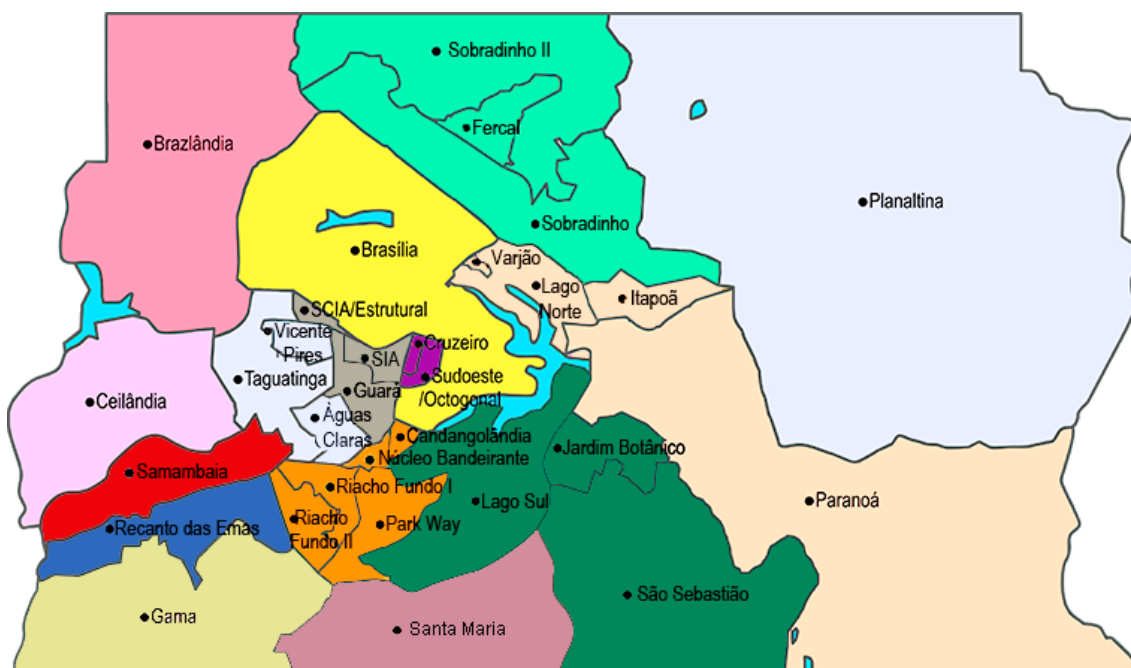 Sobradinho II
Fercal
Brazlândia
Planaltina
Sobradinho
Brasília
Varjão
Lago
Norte
Itapoã
SCIA/Estrutural
Vicente
Pires
Cruzeiro
SIA
Taguatinga
Sudoeste
/Octogonal
Guará
Ceilândia
Águas
Claras
Candangolândia
Jardim Botânico
Núcleo Bandeirante
Samambaia
Riacho Fundo I
Lago Sul
Paranoá
Riacho
Fundo II
Park Way
Recanto das Emas
São Sebastião
Gama
Santa Maria